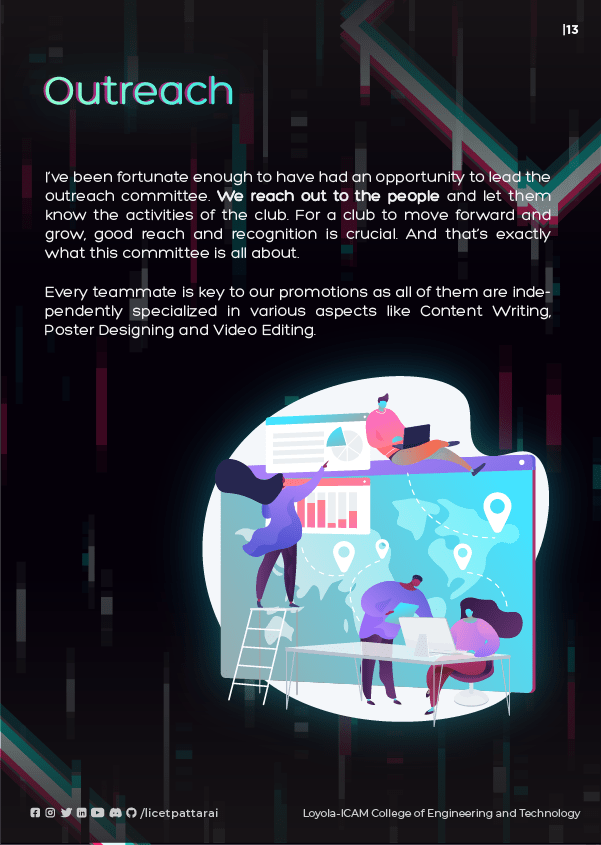 |13
Outreach
I've been fortunate enough to have had an opportunity to lead the
outreach committee. We reach out to the people and let them
know the activities of the club. For a club to move forward and
grow, good reach and recognition is crucial. And that's exactly
what this committee is all about.
Every teammate is key to our promotions as all of them are inde-
pendently specialized in various aspects like Content Writing,
Poster Designing and Video Editing.
/licetpattarai
Loyola-ICAM College of Engineering and Technology